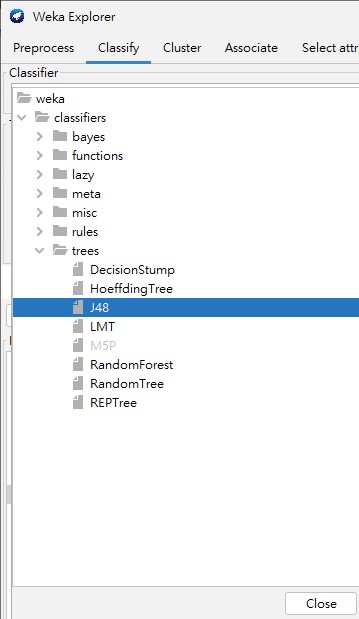 Weka Explorer
Preprocess Classify Cluster Associate Select attr
Classifier
weka
classifiers
bayes
functions
lazy
meta
misc
rules
trees
DecisionStump
HoeffdingTree
J48
LMT
M5P
RandomForest
RandomTree
REPTree
Close